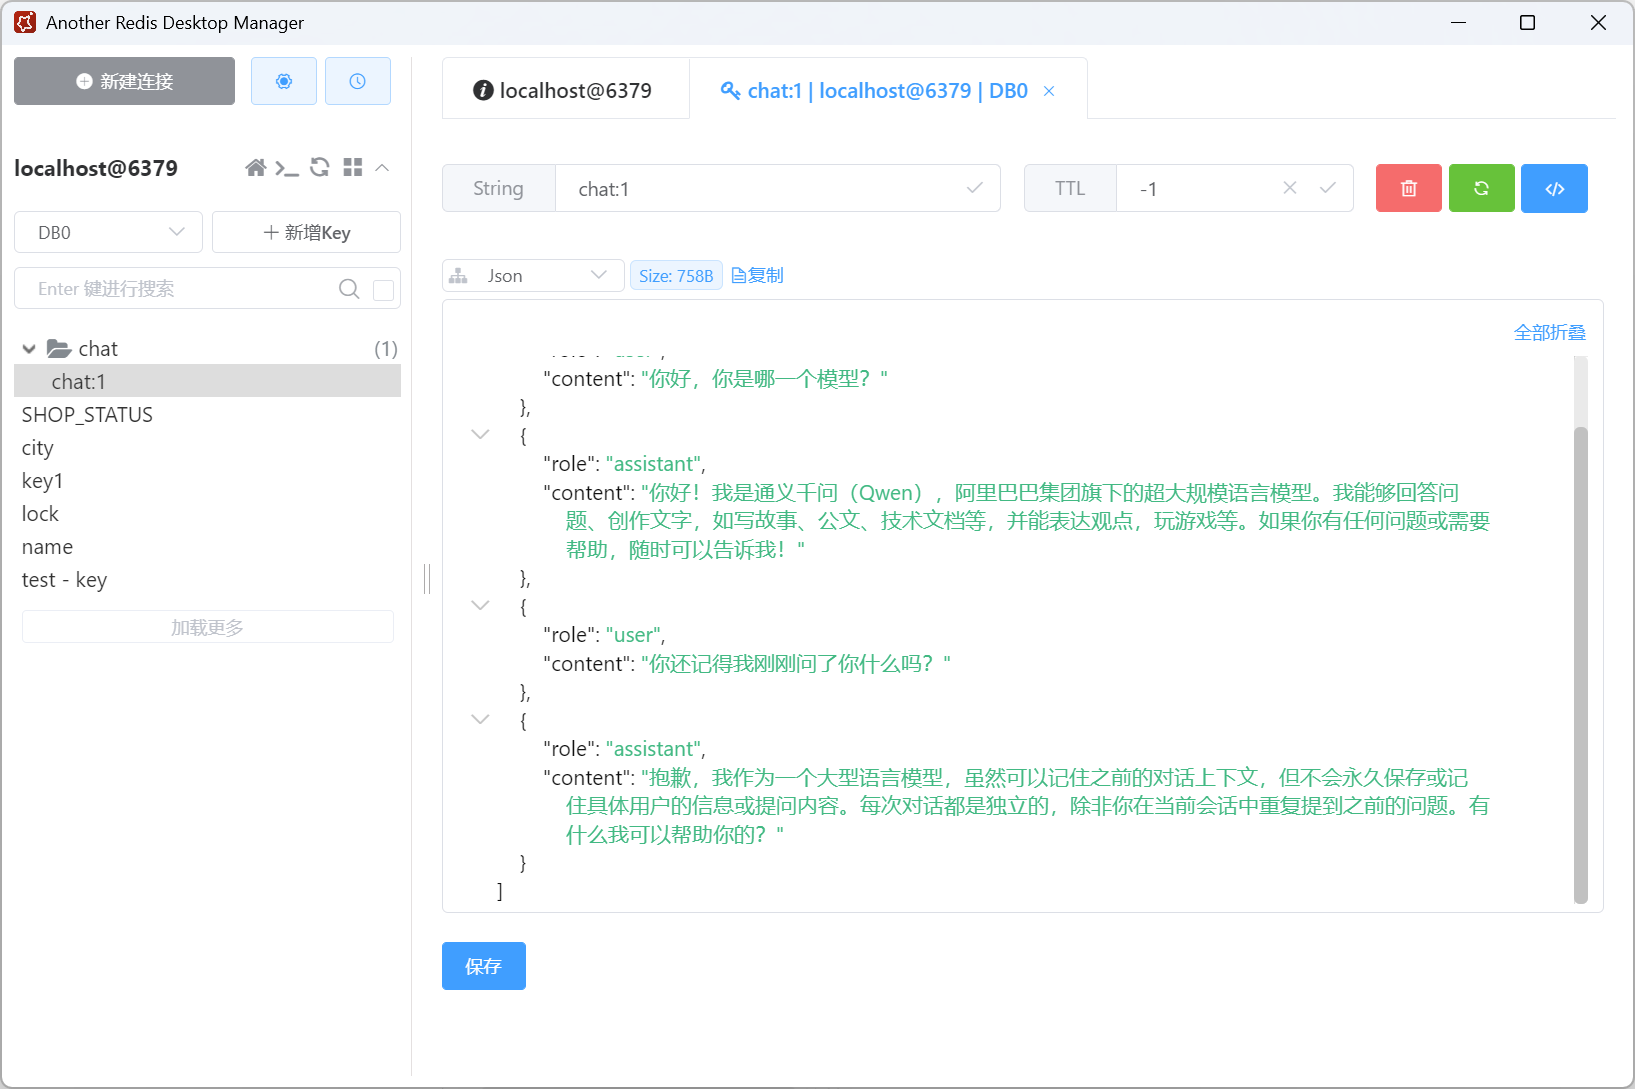 Another Redis Desktop Manager
新建连接
localhost@6379
DB0
新增Key
Enter 键进行搜索
chat (1)
chat:1
SHOP_STATUS
city
key1
lock
name
test - key
加载更多
localhost@6379
chat:1 | localhost@6379 | DB0
String chat:1 TTL -1
Json Size: 758B 复制
全部折叠
"role": "user",
"content": "你好，你是哪一个模型？"
},
{
"role": "assistant",
"content": "你好！我是通义千问（Qwen），阿里巴巴集团旗下的超大规模语言模型。我能够回答问
题、创作文字，如写故事、公文、技术文档等，并能表达观点，玩游戏等。如果你有任何问题或需要
帮助，随时可以告诉我！"
},
{
"role": "user",
"content": "你还记得我刚刚问了你什么吗？"
},
{
"role": "assistant",
"content": "抱歉，我作为一个大型语言模型，虽然可以记住之前的对话上下文，但不会永久保存或记
住具体用户的信息或提问内容。每次对话都是独立的，除非你在当前会话中重复提到之前的问题。有
什么我可以帮助你的？"
}
]
保存